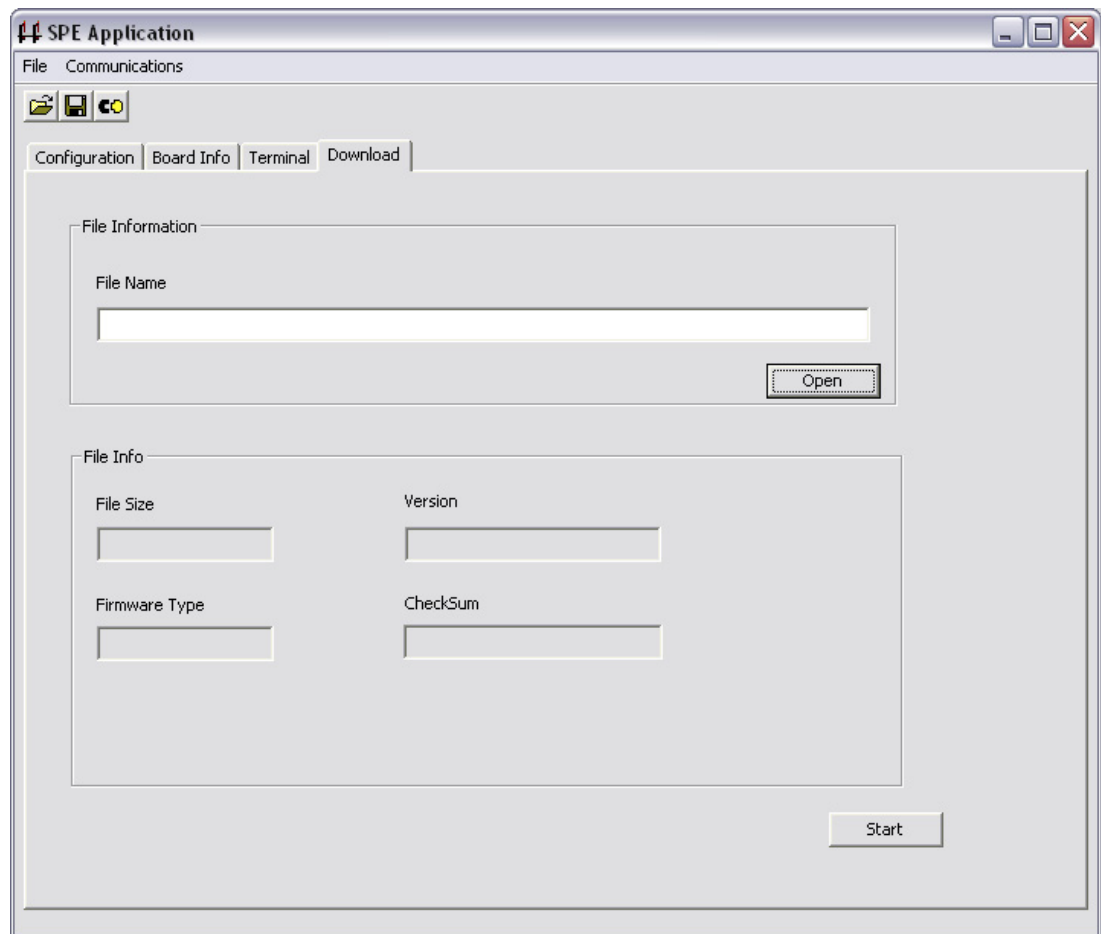 SPE Application
File Communications
Configuration Board Info Terminal Download
File Information
File Name
Open
File Info
File Size Version
Firmware Type CheckSum
Start